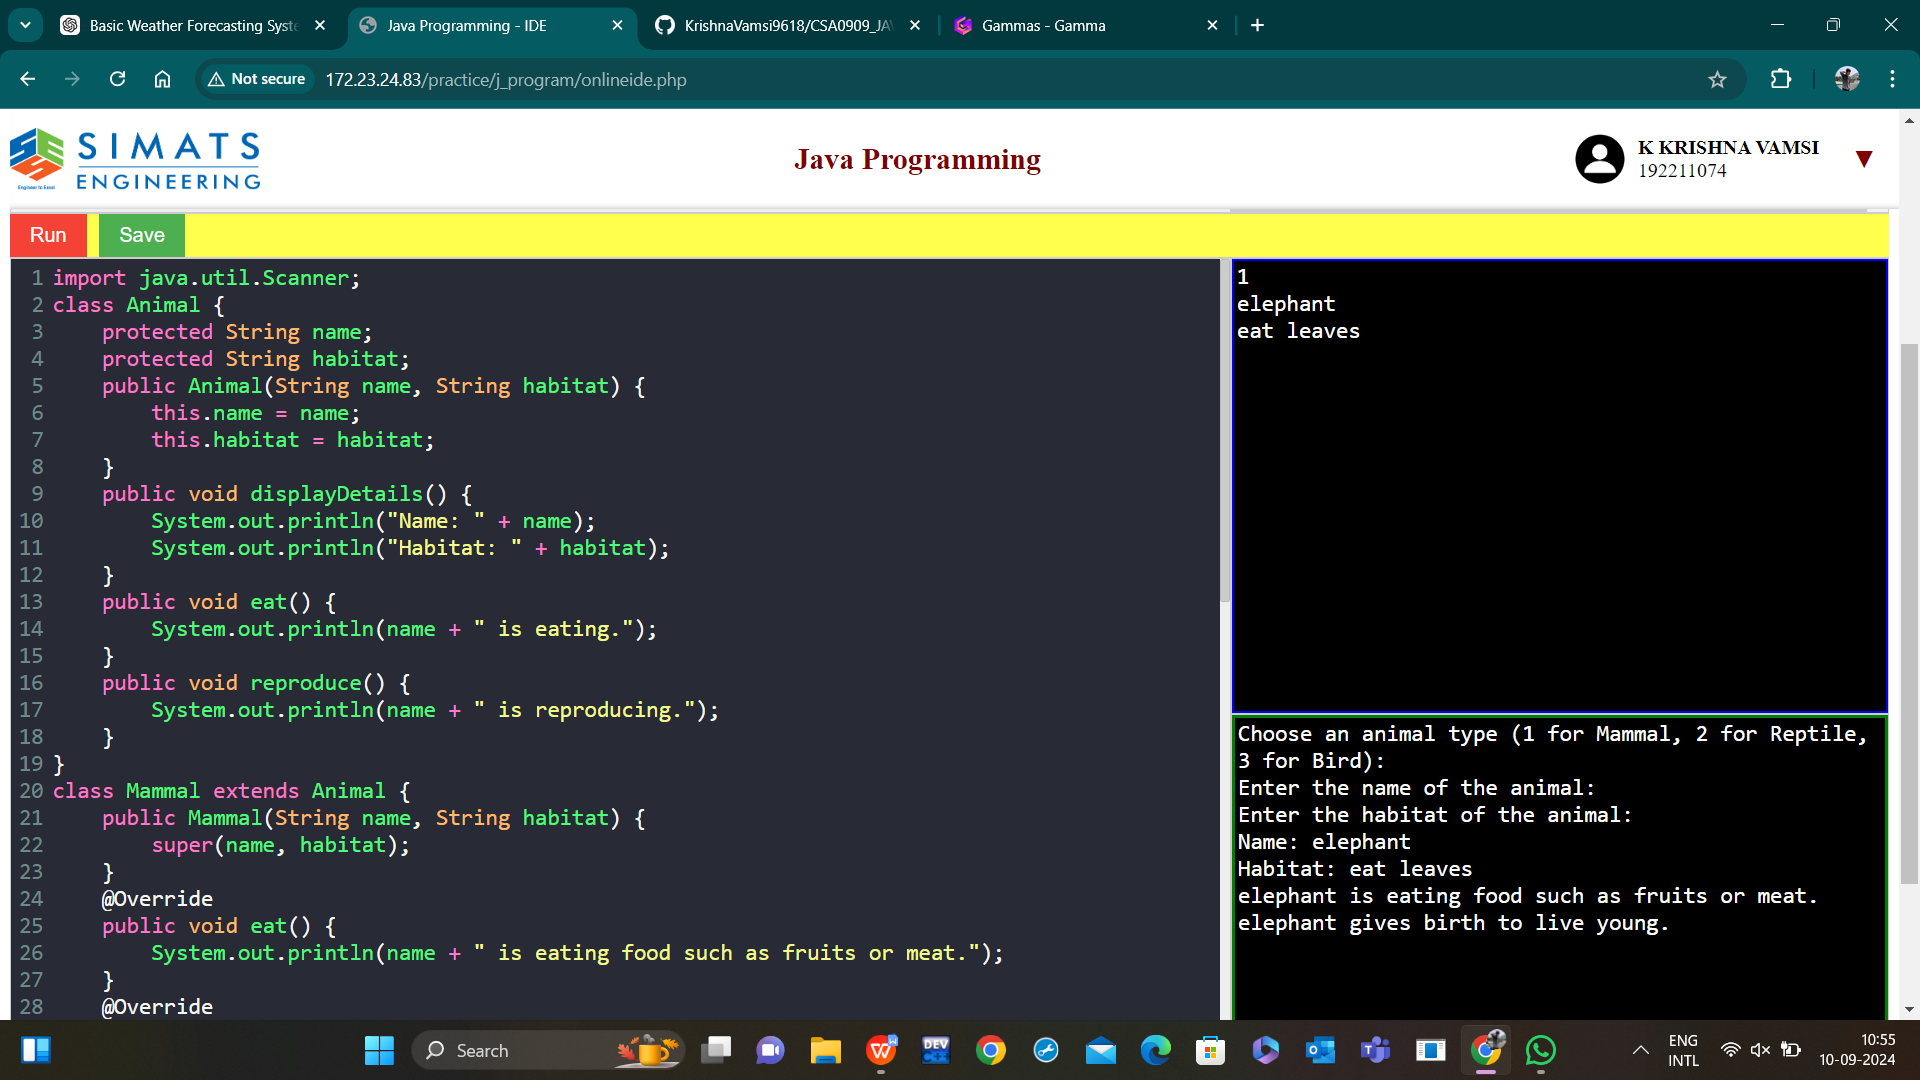 Basic Weather Forecasting Syste
Java Programming - IDE
KrishnaVamsi9618/CSA0909_JAV
Gammas - Gamma
Not secure
172.23.24.83/practice/j_program/onlineide.php
SIMATS
ENGINEERING
Engineer to Excel
Java Programming
K KRISHNA VAMSI
192211074
Run
Save
1 import java.util.Scanner;
2 class Animal {
3     protected String name;
4     protected String habitat;
5     public Animal(String name, String habitat) {
6         this.name = name;
7         this.habitat = habitat;
8     }
9     public void displayDetails() {
10         System.out.println("Name: " + name);
11         System.out.println("Habitat: " + habitat);
12     }
13     public void eat() {
14         System.out.println(name + " is eating.");
15     }
16     public void reproduce() {
17         System.out.println(name + " is reproducing.");
18     }
19 }
20 class Mammal extends Animal {
21     public Mammal(String name, String habitat) {
22         super(name, habitat);
23     }
24     @Override
25     public void eat() {
26         System.out.println(name + " is eating food such as fruits or meat.");
27     }
28     @Override
1
elephant
eat leaves
Choose an animal type (1 for Mammal, 2 for Reptile,
3 for Bird):
Enter the name of the animal:
Enter the habitat of the animal:
Name: elephant
Habitat: eat leaves
elephant is eating food such as fruits or meat.
elephant gives birth to live young.
Search
DEV
C++
ENG
INTL
10:55
10-09-2024